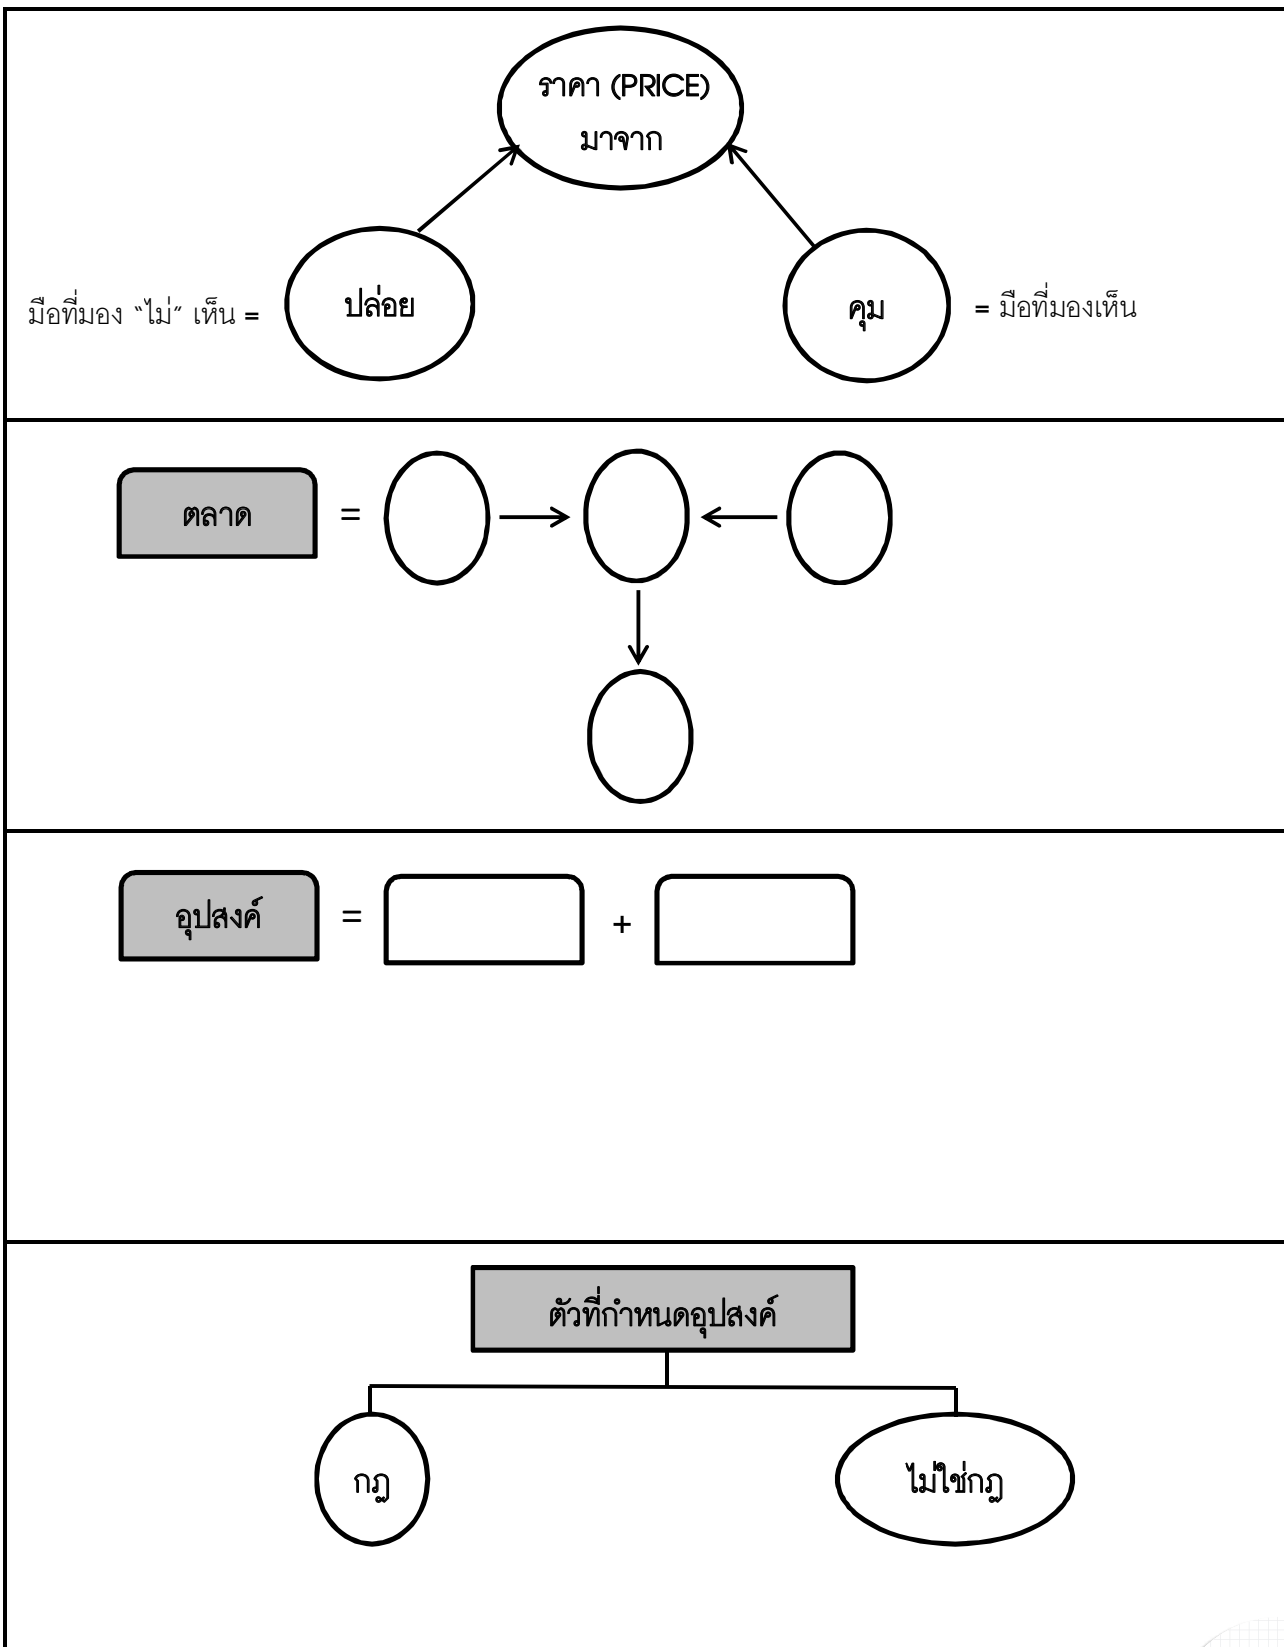 ราคา (PRICE)
มาจาก
มือที่มอง “ไม่” เห็น = ปล่อย คุม = มือที่มองเห็น
ตลาด =
อุปสงค์ = +
ตัวที่กำหนดอุปสงค์
กฎ ไม่ใช่กฎ